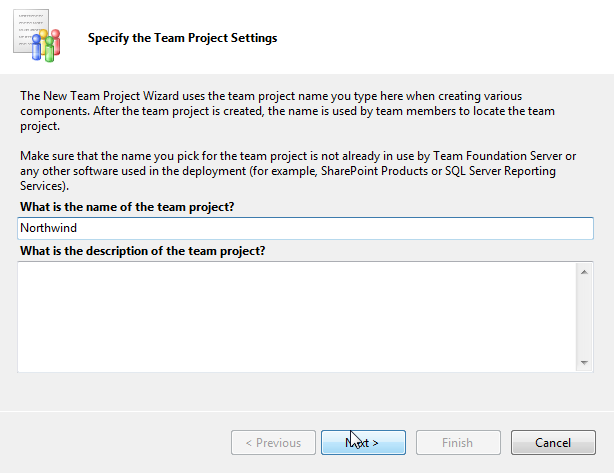 Specify the Team Project Settings
The New Team Project Wizard uses the team project name you type here when creating various
components. After the team project is created, the name is used by team members to locate the team
project.
Make sure that the name you pick for the team project is not already in use by Team Foundation Server or
any other software used in the deployment (for example, SharePoint Products or SQL Server Reporting
Services).
What is the name of the team project?
Northwind
What is the description of the team project?
< Previous
Next >
Finish
Cancel